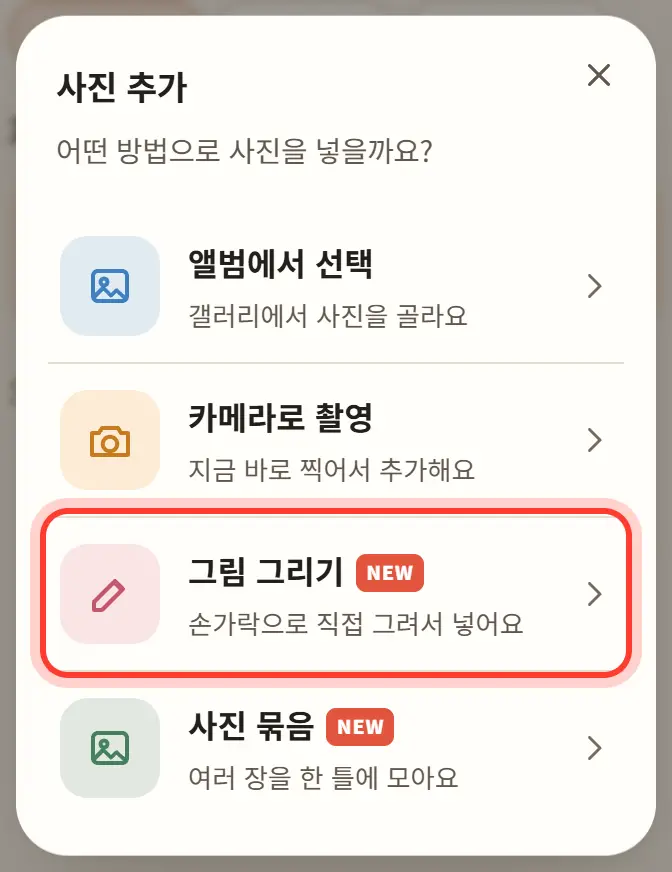 사진 추가
어떤 방법으로 사진을 넣을까요?
앨범에서 선택
갤러리에서 사진을 골라요
카메라로 촬영
지금 바로 찍어서 추가해요
그림 그리기 NEW
손가락으로 직접 그려서 넣어요
사진 묶음 NEW
여러 장을 한 틀에 모아요